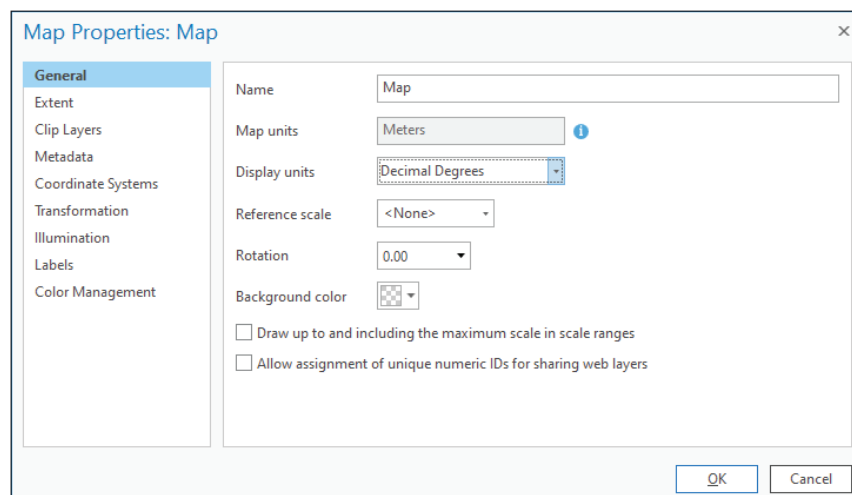 Map Properties: Map
General
Extent
Clip Layers
Metadata
Coordinate Systems
Transformation
Illumination
Labels
Color Management
Name Map
Map units Meters
Display units Decimal Degrees
Reference scale <None>
Rotation 0.00
Background color
Draw up to and including the maximum scale in scale ranges
Allow assignment of unique numeric IDs for sharing web layers
OK Cancel